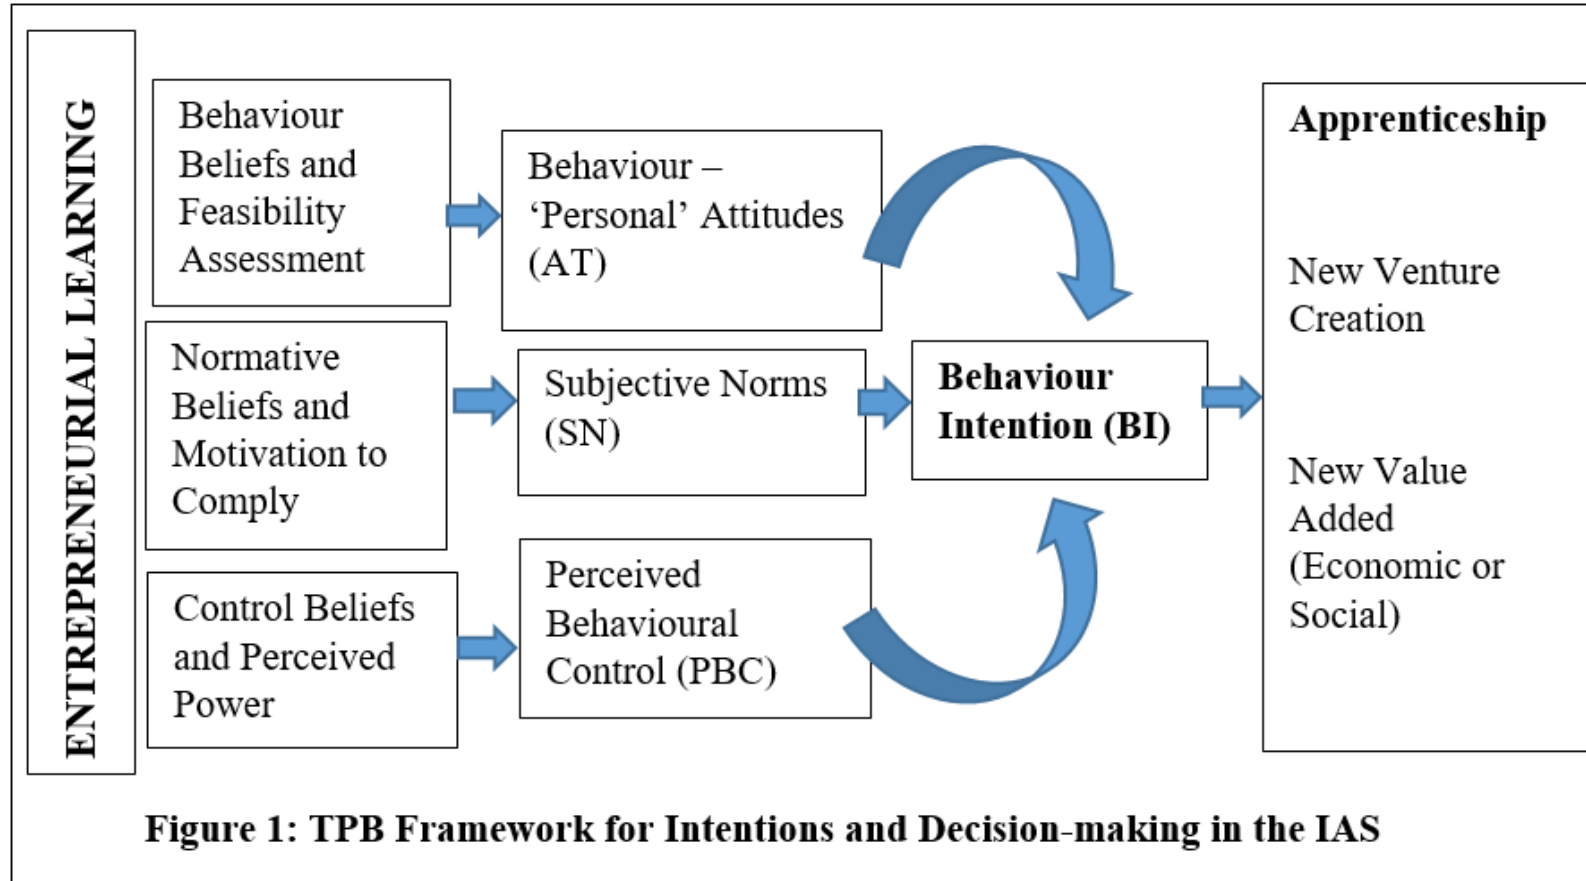 ENTREPRENEURIAL LEARNING
Behaviour
Beliefs and
Feasibility
Assessment
Behaviour –
‘Personal’ Attitudes
(AT)
Normative
Beliefs and
Motivation to
Comply
Subjective Norms
(SN)
Control Beliefs
and Perceived
Power
Perceived
Behavioural
Control (PBC)
Behaviour
Intention (BI)
Apprenticeship
New Venture
Creation
New Value
Added
(Economic or
Social)
Figure 1: TPB Framework for Intentions and Decision-making in the IAS